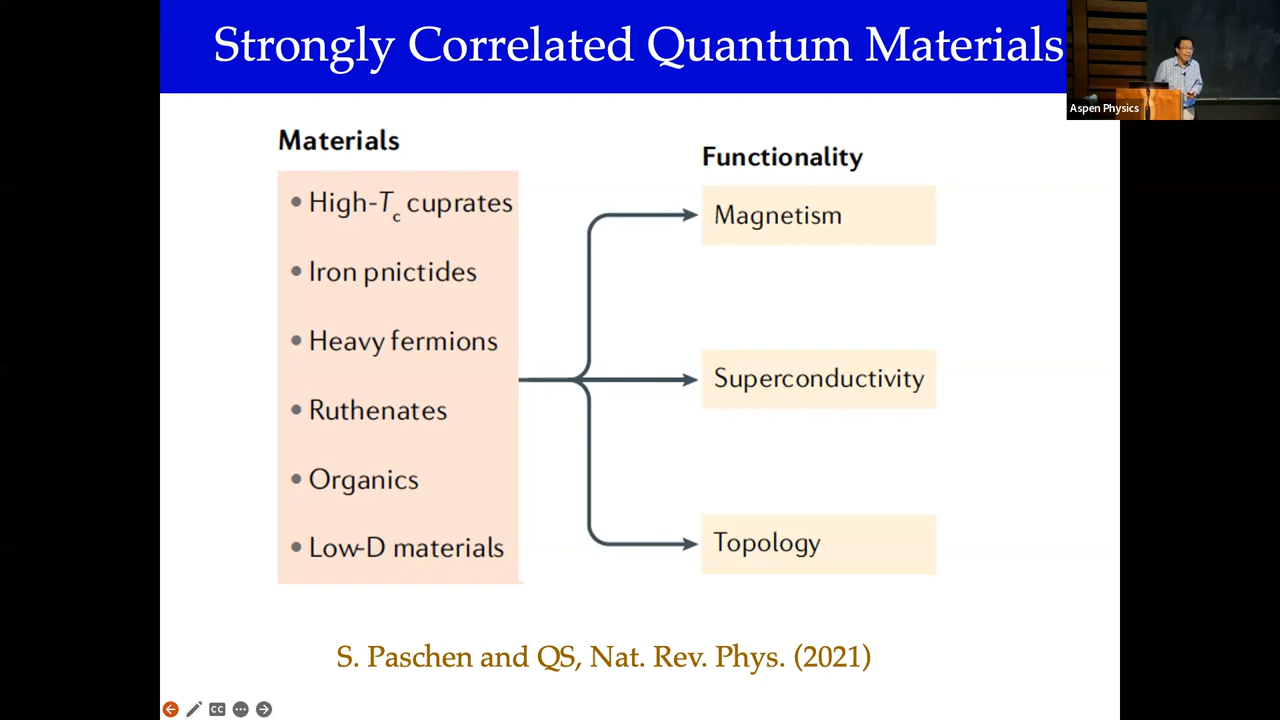 Strongly Correlated Quantum Materials
Aspen Physics
Materials
• High-Tc cuprates
• Iron pnictides
• Heavy fermions
• Ruthenates
• Organics
• Low-D materials
Functionality
Magnetism
Superconductivity
Topology
S. Paschen and QS, Nat. Rev. Phys. (2021)
CC